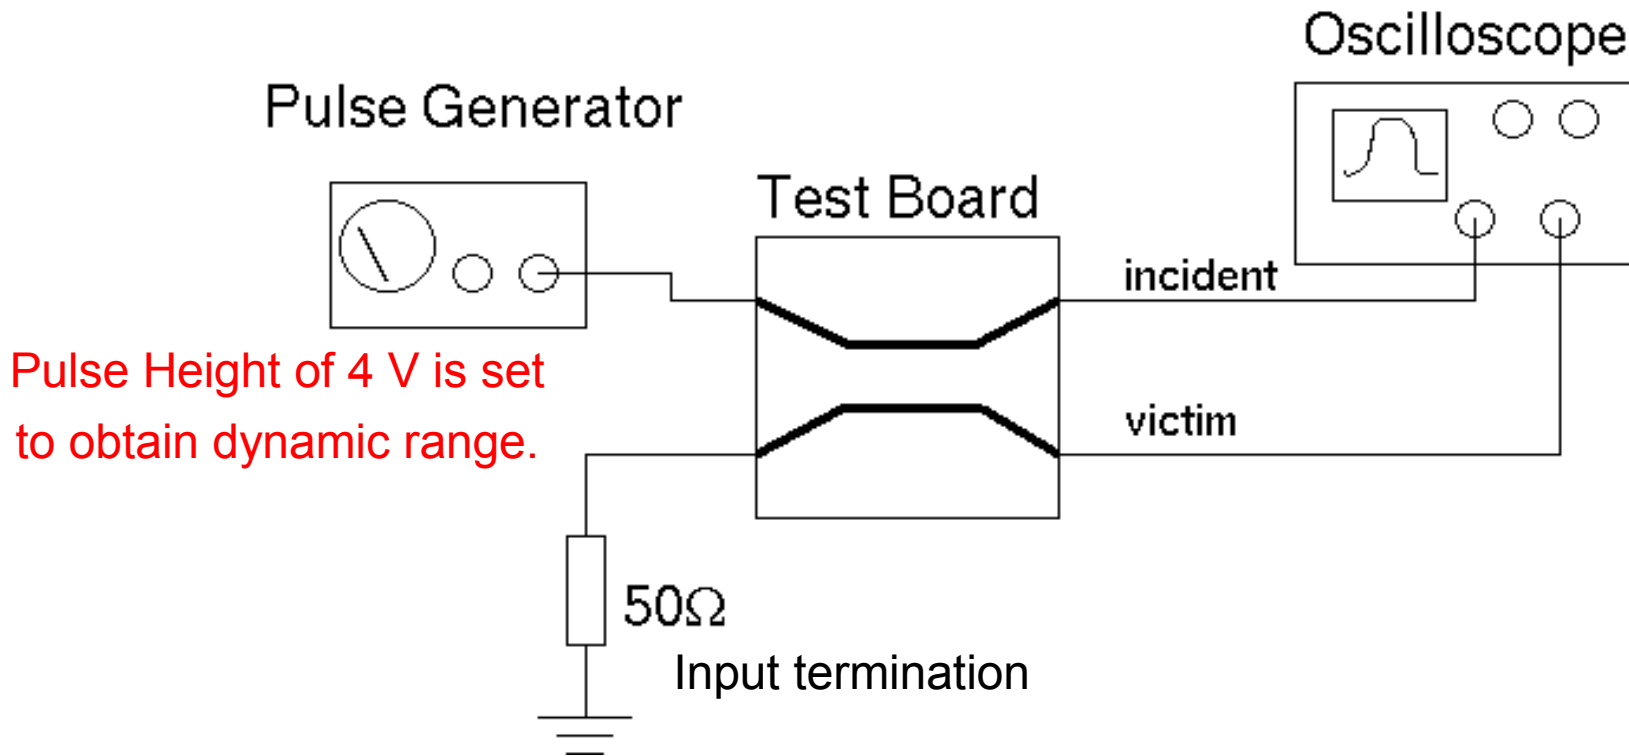 Oscilloscope
Pulse Generator
Test Board
incident
Pulse Height of 4 V is set
to obtain dynamic range.
victim
50Ω
Input termination